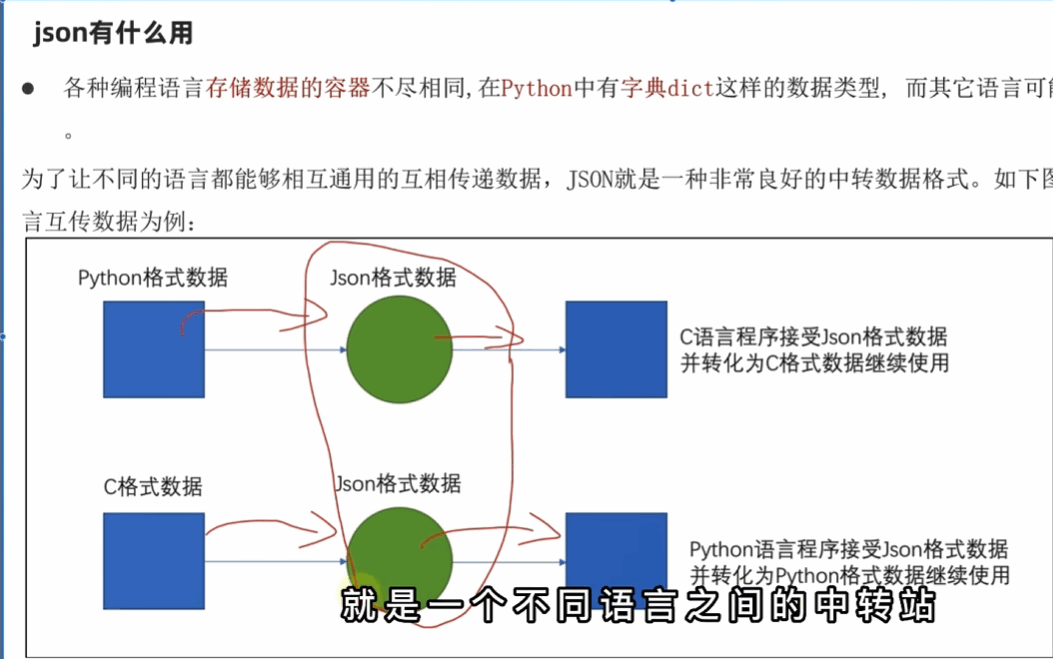 json有什么用
● 各种编程语言存储数据的容器不尽相同,在Python中有字典dict这样的数据类型, 而其它语言可
。
为了让不同的语言都能够相互通用的互相传递数据，JSON就是一种非常良好的中转数据格式。如下图
言互传数据为例：
Python格式数据
Json格式数据
C语言程序接受Json格式数据
并转化为C格式数据继续使用
C格式数据
Json格式数据
Python语言程序接受Json格式数据
并转化为Python格式数据继续使用
就是一个不同语言之间的中转站